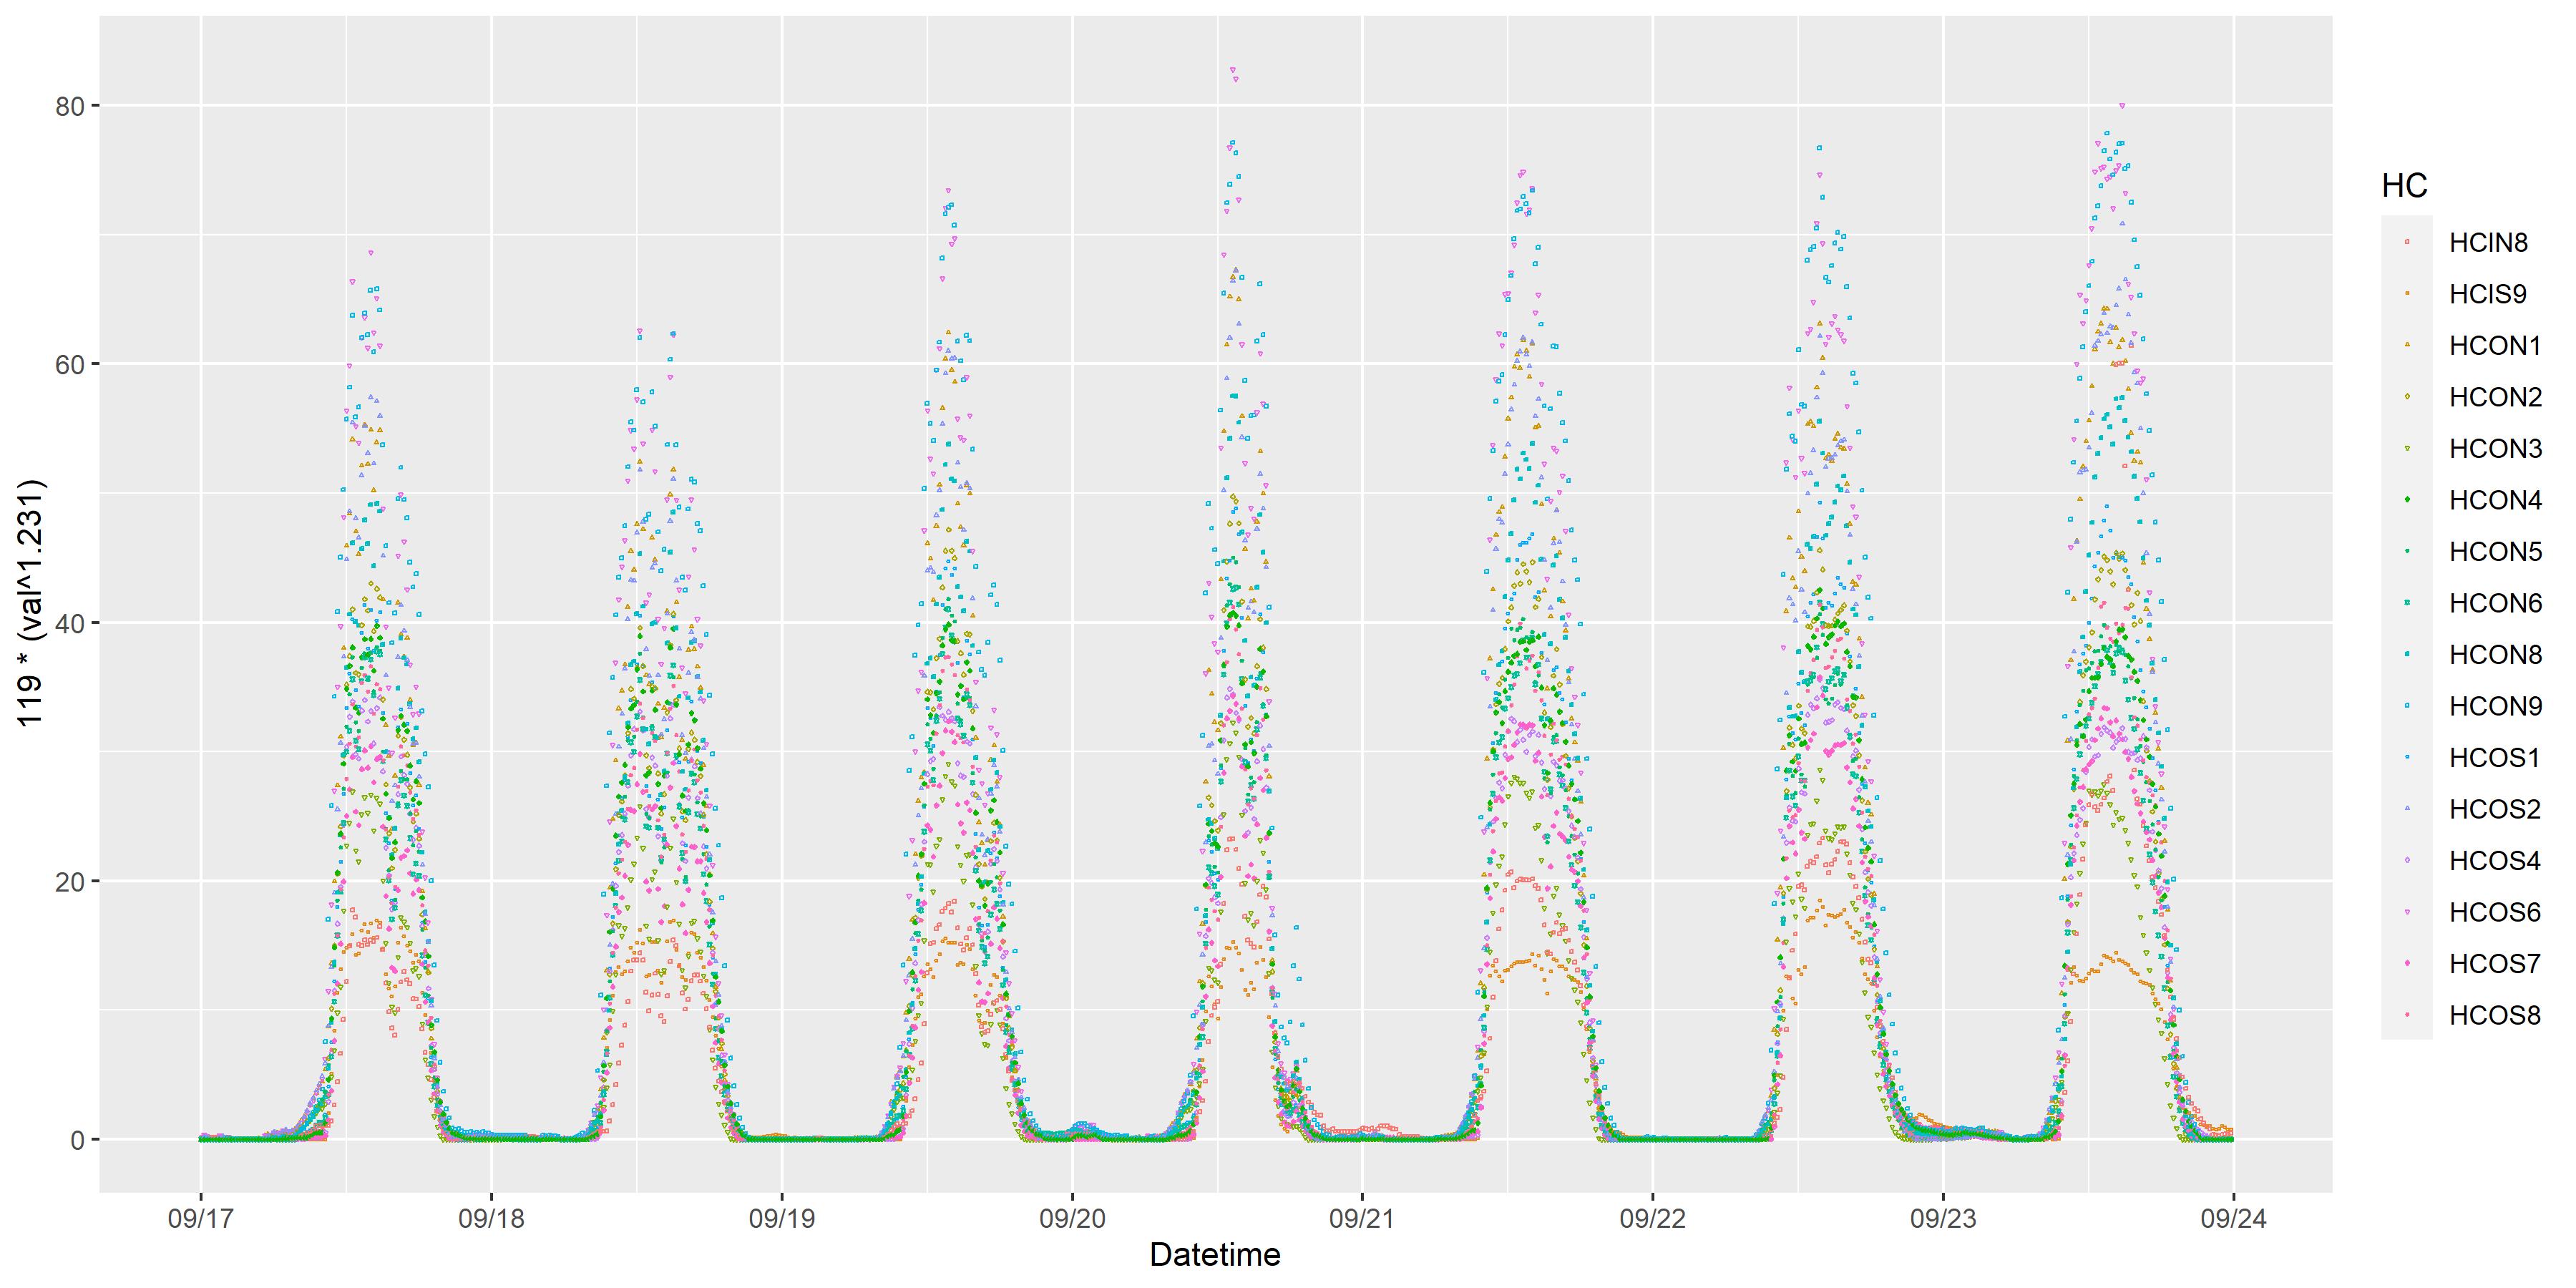 80
60
40
20
0
119 * (val^1.231)
09/17 09/18 09/19 09/20 09/21 09/22 09/23 09/24
Datetime
HC
HCIN8
HCIS9
HCON1
HCON2
HCON3
HCON4
HCON5
HCON6
HCON8
HCON9
HCOS1
HCOS2
HCOS4
HCOS6
HCOS7
HCOS8